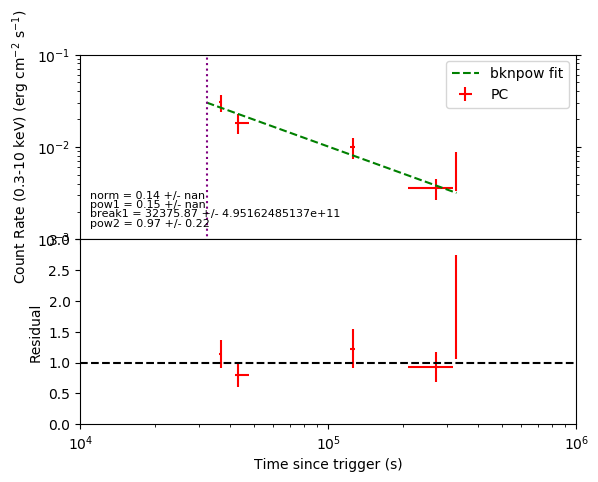 Count Rate (0.3-10 keV) (erg cm⁻² s⁻¹)
10⁻¹
10⁻²
10⁻³
bknpow fit
PC
norm = 0.14 +/- nan
pow1 = 0.15 +/- nan
break1 = 32375.87 +/- 4.95162485137e+11
pow2 = 0.97 +/- 0.22
Residual
3.0
2.5
2.0
1.5
1.0
0.5
0.0
10⁴
10⁵
10⁶
Time since trigger (s)